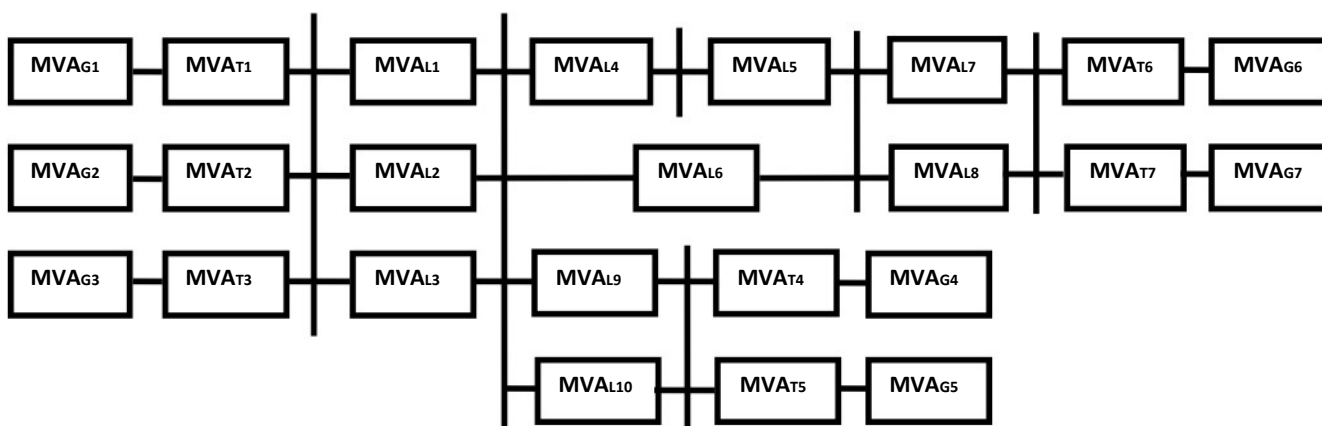 MVAG1 MVAT1 MVAL1 MVAL4 MVAL5 MVAL7 MVAT6 MVAG6
MVAG2 MVAT2 MVAL2 MVAL6 MVAL8 MVAT7 MVAG7
MVAG3 MVAT3 MVAL3 MVAL9 MVAT4 MVAG4
MVAL10 MVAT5 MVAG5